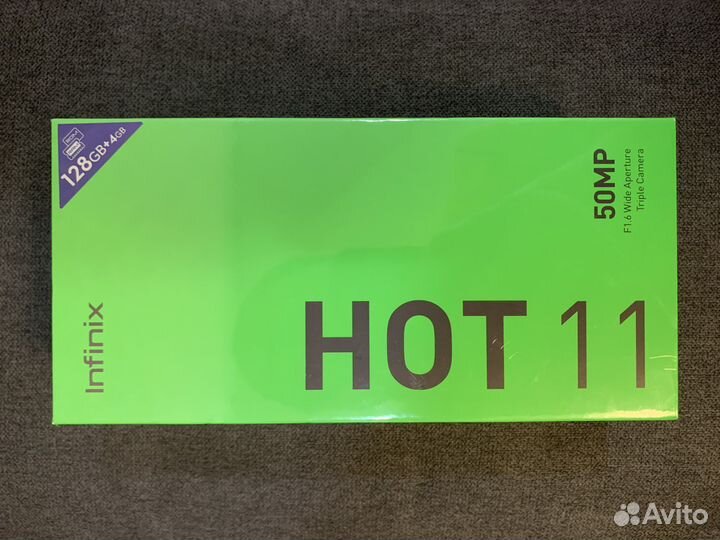 128GB+4GB
Infinix
HOT 11
50MP
F1.6 Wide Aperture
Triple Camera
Avito